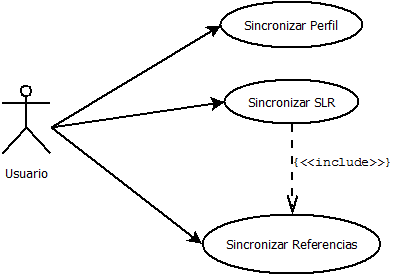 Sincronizar Perfil
Sincronizar SLR
{<<include>>}
Usuario
Sincronizar Referencias